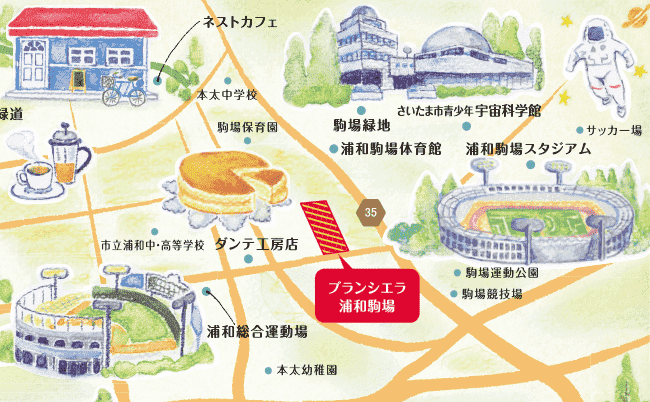 ネストカフェ
本太中学校
緑道
駒場保育園
駒場緑地
さいたま市青少年宇宙科学館
浦和駒場体育館
浦和駒場スタジアム
サッカー場
35
市立浦和中・高等学校
ダンテ工房店
ブランシエラ
浦和駒場
駒場運動公園
駒場競技場
浦和総合運動場
本太幼稚園